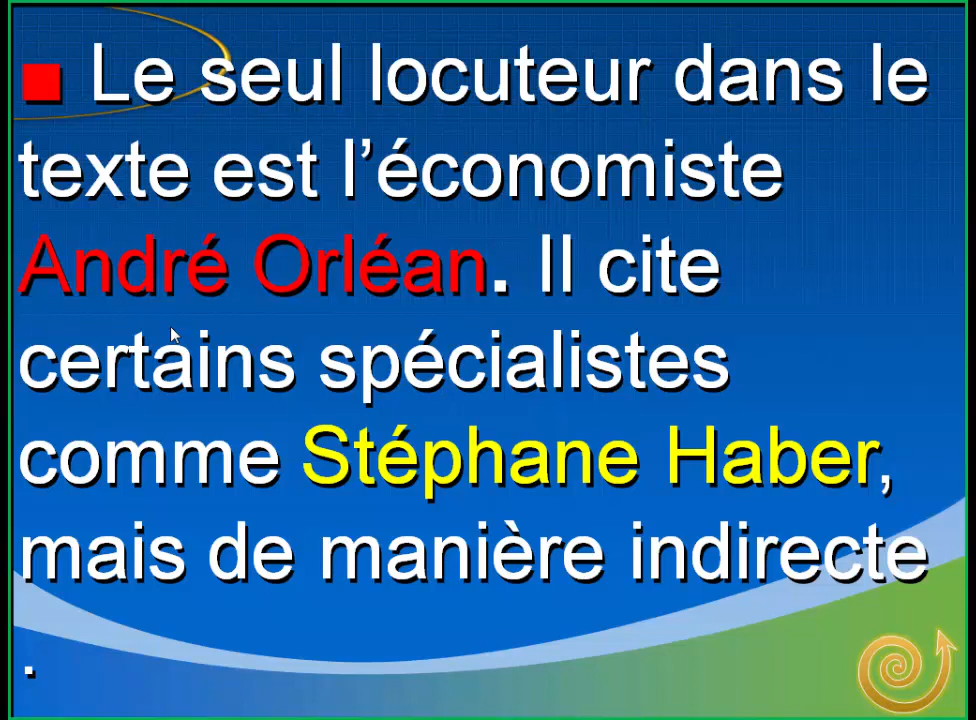 ■ Le seul locuteur dans le
texte est l’économiste
André Orléan. Il cite
certains spécialistes
comme Stéphane Haber,
mais de manière indirecte
.